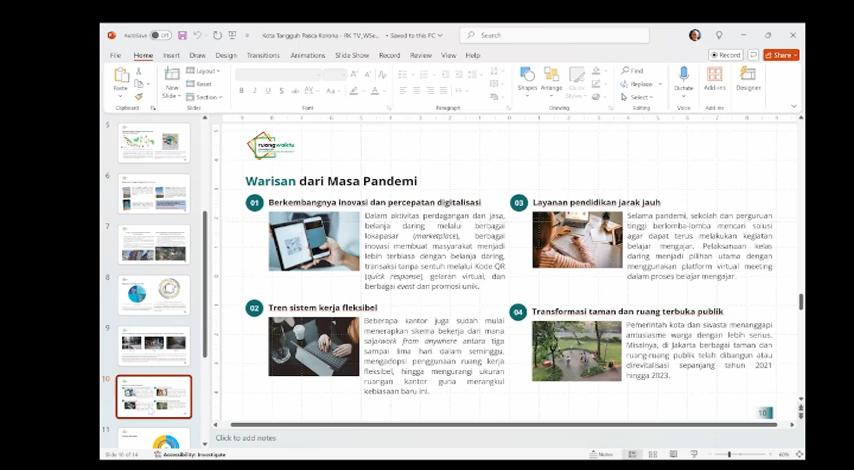 AutoSave Off
Kota Tangguh Pasca Korona - RK TV_WSe... • Saved to this PC
Search
File Home Insert Draw Design Transitions Animations Slide Show Record Review View Help
Record Share
Paste
New Slide
Layout
Reset
Section
Shapes Arrange
Find
Replace
Select
Dictate
Add-ins
Designer
Clipboard Slides Font Paragraph Drawing Editing Voice Add-ins
5
6
7
8
9
10
11
ruangwaktu
Warisan dari Masa Pandemi
01 Berkembangnya inovasi dan percepatan digitalisasi
Dalam aktivitas perdagangan dan jasa,
belanja daring melalui berbagai
lokapasar (marketplace), berbagai
inovasi membuat masyarakat menjadi
lebih terbiasa dengan belanja daring,
transaksi tanpa sentuh melalui Kode QR
(quick response), gelaran virtual, dan
berbagai event dan promosi unik.
02 Tren sistem kerja fleksibel
Beberapa kantor juga sudah mulai
menerapkan skema bekerja dari mana
saja/work from anywhere antara tiga
sampai lima hari dalam seminggu,
mengadopsi penggunaan ruang kerja
fleksibel, hingga mengurangi ukuran
ruangan kantor guna merangkul
kebiasaan baru ini.
03 Layanan pendidikan jarak jauh
Selama pandemi, sekolah dan perguruan
tinggi berlomba-lomba mencari solusi
agar dapat terus melakukan kegiatan
belajar mengajar. Pelaksanaan kelas
daring menjadi pilihan utama dengan
menggunakan platform virtual meeting
dalam proses belajar mengajar.
04 Transformasi taman dan ruang terbuka publik
Pemerintah kota dan swasta menanggapi
antusiasme warga dengan lebih serius.
Misalnya, di Jakarta berbagai taman dan
ruang-ruang publik telah dibangun atau
direvitalisasi sepanjang tahun 2021
hingga 2023.
10
Click to add notes
Slide 10 of 14
Accessibility: Investigate
Notes
60%